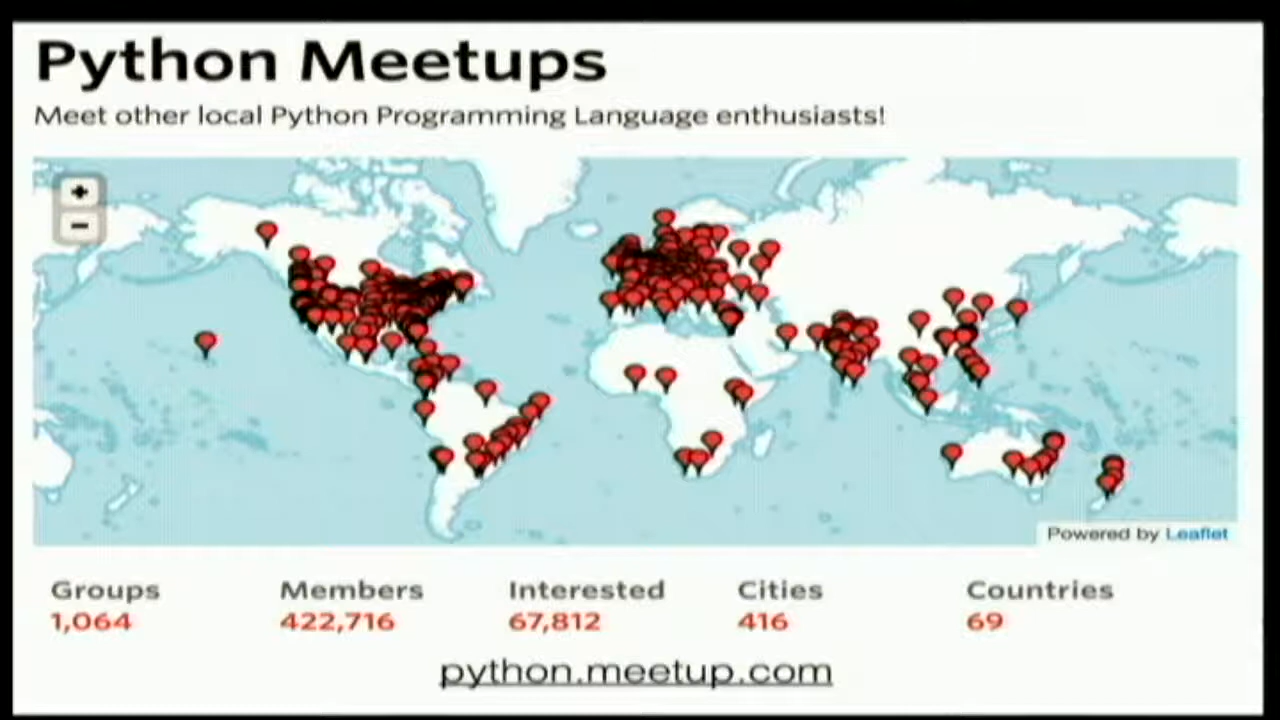 Python Meetups
Meet other local Python Programming Language enthusiasts!
+
−
Powered by Leaflet
Groups Members Interested Cities Countries
1,064 422,716 67,812 416 69
python.meetup.com